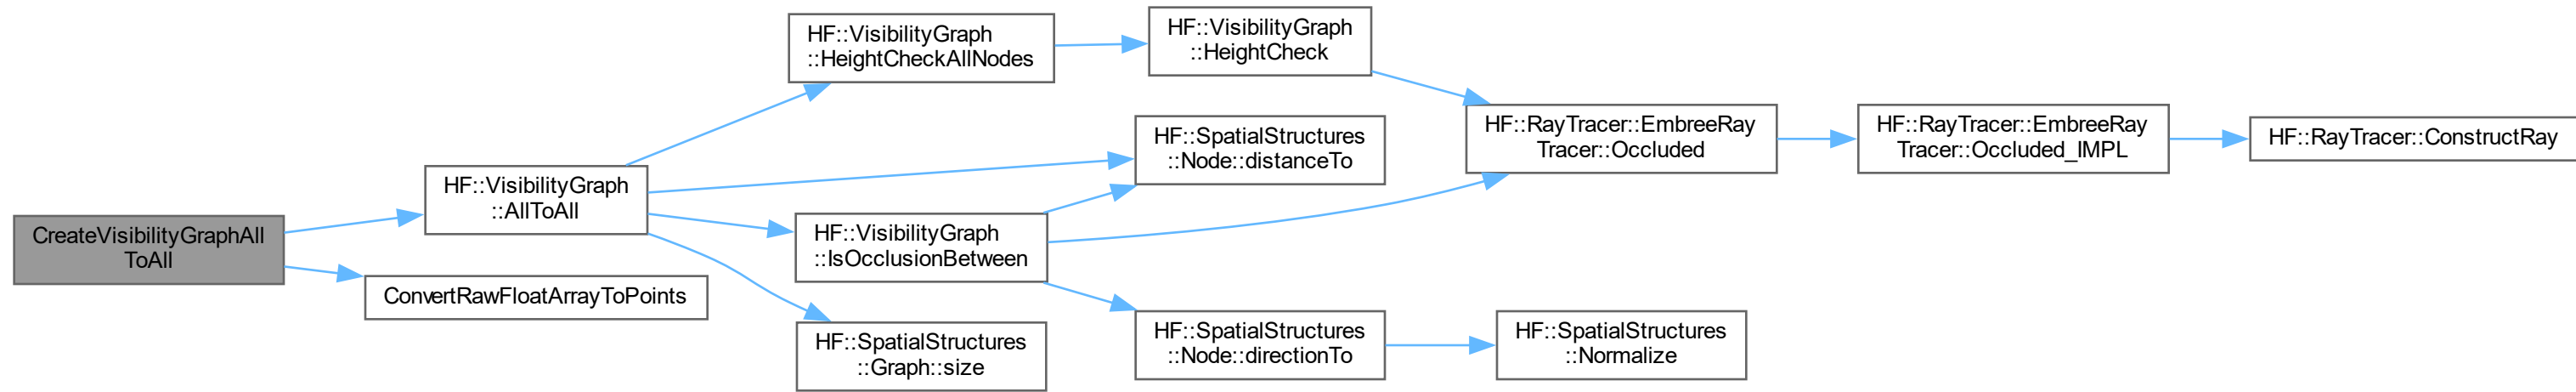 CreateVisibilityGraphAll
ToAll
HF::VisibilityGraph
::AllToAll
ConvertRawFloatArrayToPoints
HF::VisibilityGraph
::HeightCheckAllNodes
HF::VisibilityGraph
::IsOcclusionBetween
HF::SpatialStructures
::Graph::size
HF::VisibilityGraph
::HeightCheck
HF::SpatialStructures
::Node::distanceTo
HF::SpatialStructures
::Node::directionTo
HF::RayTracer::EmbreeRay
Tracer::Occluded
HF::SpatialStructures
::Normalize
HF::RayTracer::EmbreeRay
Tracer::Occluded_IMPL
HF::RayTracer::ConstructRay